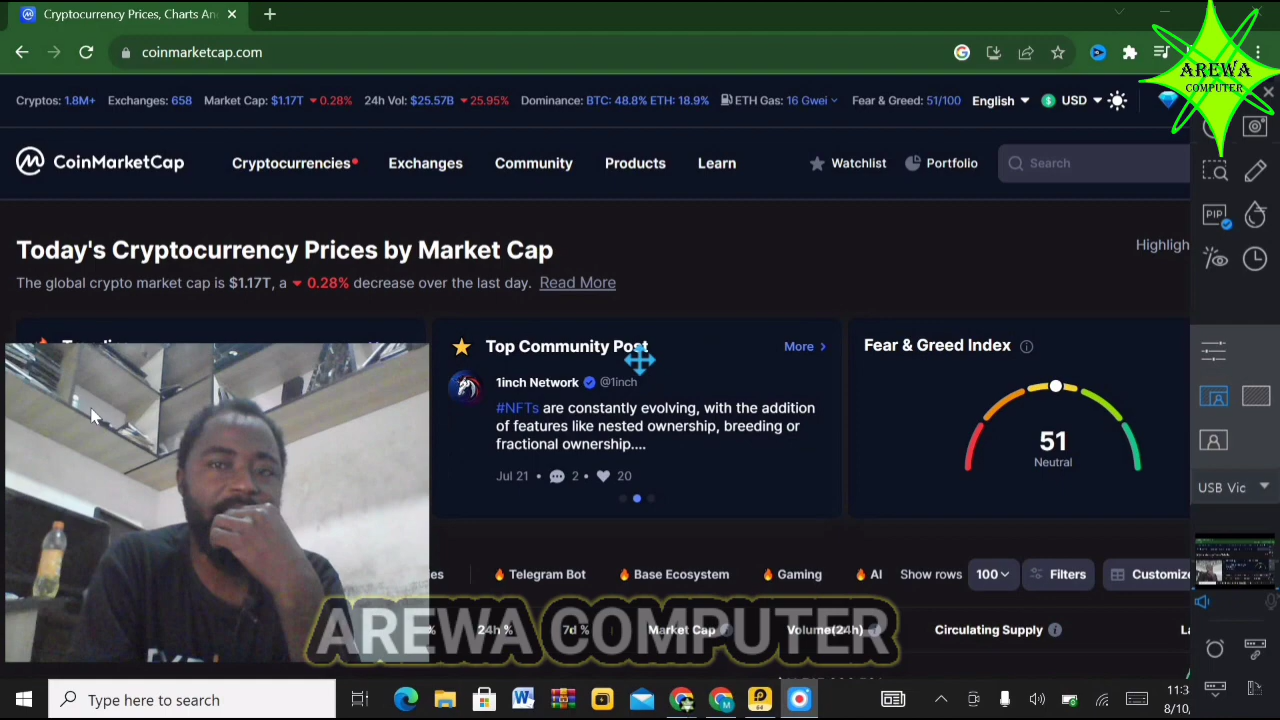 Cryptocurrency Prices, Charts An
coinmarketcap.com
AREWA
COMPUTER
Cryptos: 1.8M+ Exchanges: 658 Market Cap: $1.17T 0.28% 24h Vol: $25.57B 25.95% Dominance: BTC: 48.8% ETH: 18.9% ETH Gas: 16 Gwei Fear & Greed: 51/100 English USD
CoinMarketCap Cryptocurrencies Exchanges Community Products Learn Watchlist Portfolio Search
PIP
Today's Cryptocurrency Prices by Market Cap
Highligh
The global crypto market cap is $1.17T, a 0.28% decrease over the last day. Read More
Top Community Post More
1inch Network @1inch
#NFTs are constantly evolving, with the addition
of features like nested ownership, breeding or
fractional ownership....
Jul 21 • 2 • 20
Fear & Greed Index
51
Neutral
USB Vic
es Telegram Bot Base Ecosystem Gaming AI Show rows 100 Filters Customize
% 24h % 7d % Market Cap Volume(24h) Circulating Supply La
AREWA COMPUTER
Type here to search
11:3
8/10,